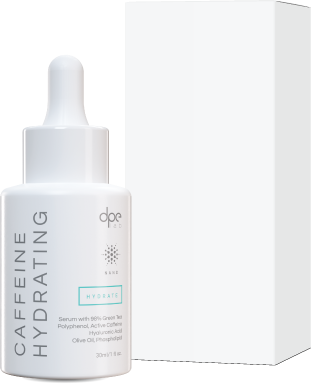 CAFFEINE
HYDRATING
dpe
HYDRATE
Serum with 98% Green Tea
Polyphenol, Active Caffeine
Hyaluronic Acid
Olive Oil, Phospholipid
30ml/1 fl oz